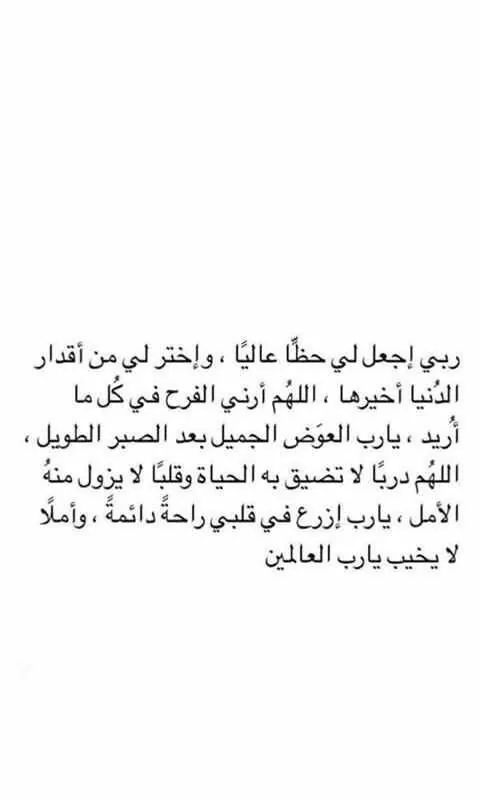 ربي إجعل لي حظًّا عاليًا ، وإختر لي من أقدار
الدُنيا أخيرها ، اللهُم أرني الفرح في كُل ما
أُريد ، يارب العوَض الجميل بعد الصبر الطويل ،
اللهُم دربًا لا تضيق به الحياة وقلبًا لا يزول منهُ
الأمل ، يارب إزرع في قلبي راحةً دائمةً ، وأملًا
لا يخيب يارب العالمين